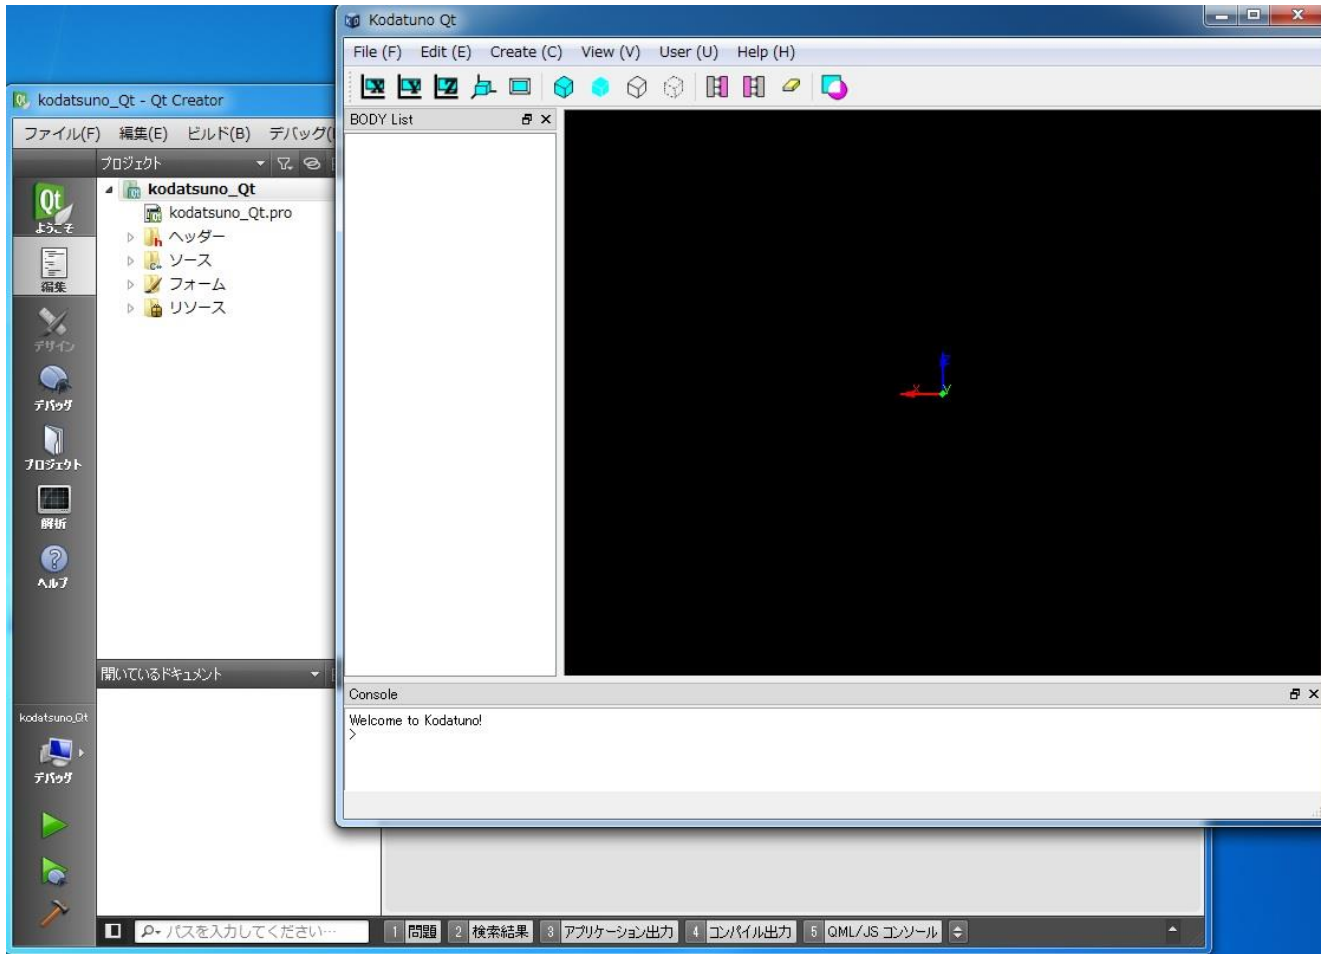 Kodatuno Qt
File (F) Edit (E) Create (C) View (V) User (U) Help (H)
X Y Z
BODY List
X Y
Console
Welcome to Kodatuno!
>
kodatsuno_Qt - Qt Creator
ファイル(F) 編集(E) ビルド(B) デバッグ(
プロジェクト
kodatsuno_Qt
kodatsuno_Qt.pro
ヘッダー
ソース
フォーム
リソース
Qt
ようこそ
編集
デザイン
デバッグ
プロジェクト
解析
ヘルプ
開いているドキュメント
kodatsuno_Qt
デバッグ
パスを入力してください…
1 問題 2 検索結果 3 アプリケーション出力 4 コンパイル出力 5 QML/JS コンソール